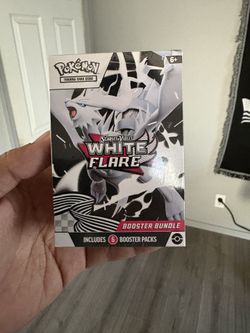 POKÉMON
TRADING CARD GAME
6+
SCARLET & VIOLET
WHITE
FLARE
BOOSTER BUNDLE
INCLUDES 6 BOOSTER PACKS